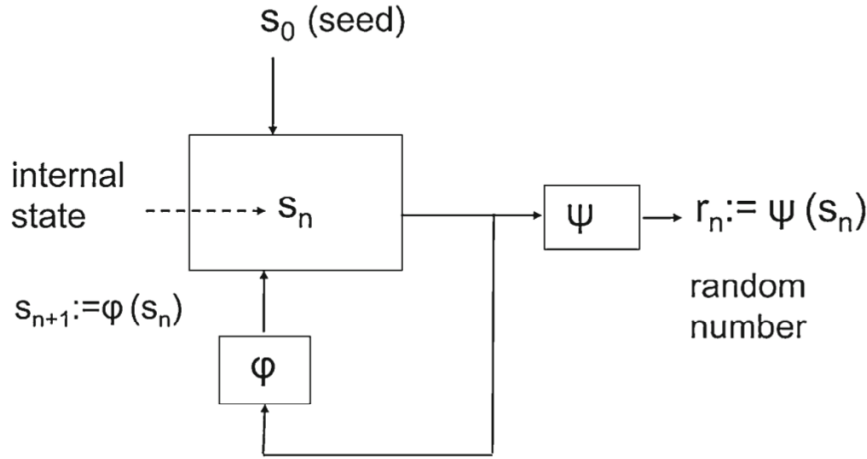 s₀ (seed)
internal
state
sₙ
ψ
rₙ:= ψ (sₙ)
sₙ₊₁:=φ (sₙ)
random
number
φ